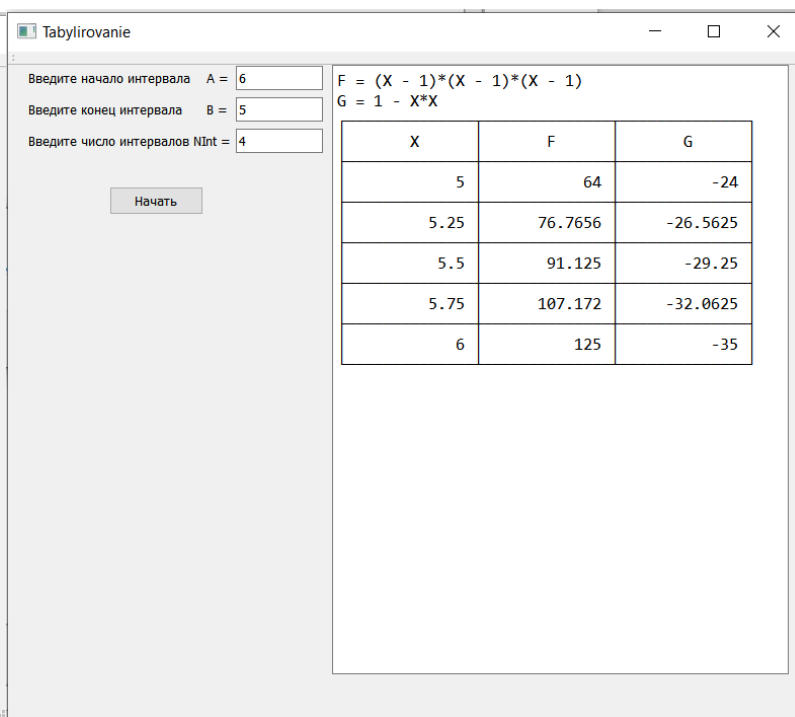 Tabylirovanie
Введите начало интервала A = 6
Введите конец интервала B = 5
Введите число интервалов NInt = 4
Начать
F = (X - 1)*(X - 1)*(X - 1)
G = 1 - X*X
X F G
5 64 -24
5.25 76.7656 -26.5625
5.5 91.125 -29.25
5.75 107.172 -32.0625
6 125 -35